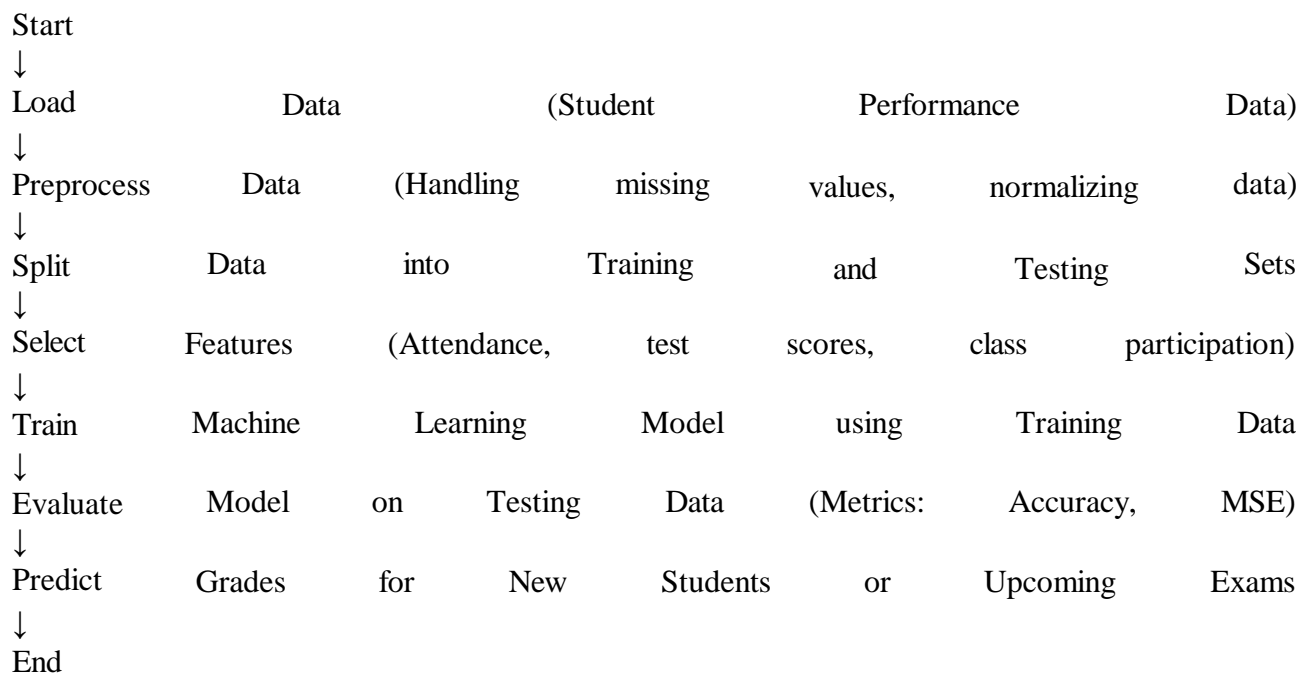 Start
↓
Load Data (Student Performance Data)
↓
Preprocess Data (Handling missing values, normalizing data)
↓
Split Data into Training and Testing Sets
↓
Select Features (Attendance, test scores, class participation)
↓
Train Machine Learning Model using Training Data
↓
Evaluate Model on Testing Data (Metrics: Accuracy, MSE)
↓
Predict Grades for New Students or Upcoming Exams
↓
End